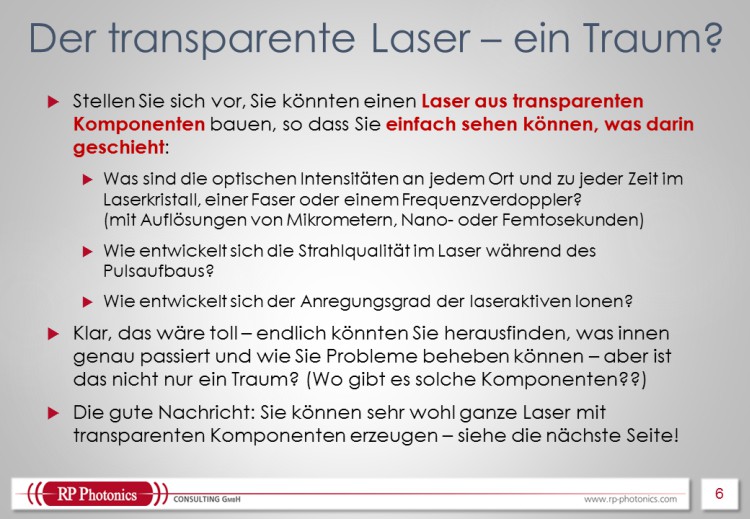 Der transparente Laser – ein Traum?
Stellen Sie sich vor, Sie könnten einen Laser aus transparenten
Komponenten bauen, so dass Sie einfach sehen können, was darin
geschieht:
Was sind die optischen Intensitäten an jedem Ort und zu jeder Zeit im
Laserkristall, einer Faser oder einem Frequenzverdoppler?
(mit Auflösungen von Mikrometern, Nano- oder Femtosekunden)
Wie entwickelt sich die Strahlqualität im Laser während des
Pulsaufbaus?
Wie entwickelt sich der Anregungsgrad der laseraktiven Ionen?
Klar, das wäre toll – endlich könnten Sie herausfinden, was innen
genau passiert und wie Sie Probleme beheben können – aber ist
das nicht nur ein Traum? (Wo gibt es solche Komponenten??)
Die gute Nachricht: Sie können sehr wohl ganze Laser mit
transparenten Komponenten erzeugen – siehe die nächste Seite!
RP Photonics CONSULTING GmbH
www.rp-photonics.com
6